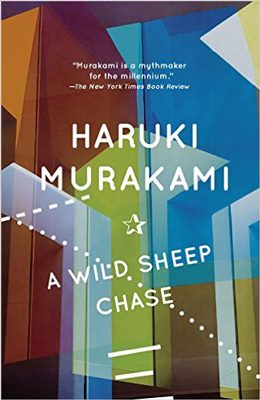 "Murakami is a mythmaker
for the millennium."
—The New York Times Book Review
HARUKI
MURAKAMI
A WILD SHEEP
CHASE